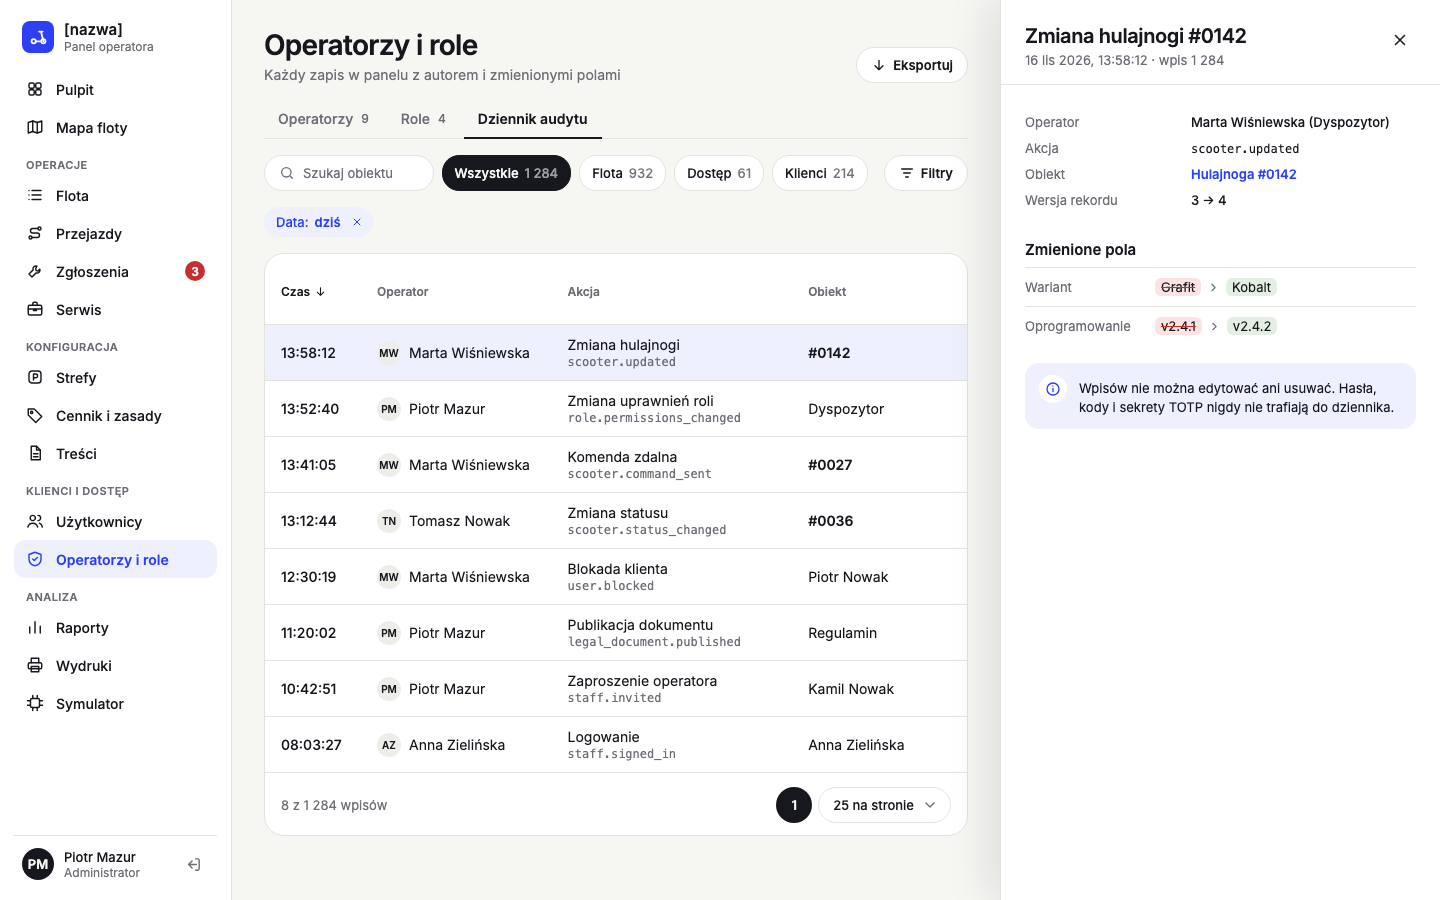 [nazwa]
Panel operatora
Pulpit
Mapa floty
OPERACJE
Flota
Przejazdy
Zgłoszenia 3
Serwis
KONFIGURACJA
Strefy
Cennik i zasady
Treści
KLIENCI I DOSTĘP
Użytkownicy
Operatorzy i role
ANALIZA
Raporty
Wydruki
Symulator
PM Piotr Mazur
Administrator
Operatorzy i role
Każdy zapis w panelu z autorem i zmienionymi polami
Eksportuj
Operatorzy 9 Role 4 Dziennik audytu
Szukaj obiektu Wszystkie 1 284 Flota 932 Dostęp 61 Klienci 214 Filtry
Data: dziś
Czas Operator Akcja Obiekt
13:58:12 MW Marta Wiśniewska Zmiana hulajnogi #0142
scooter.updated
13:52:40 PM Piotr Mazur Zmiana uprawnień roli Dyspozytor
role.permissions_changed
13:41:05 MW Marta Wiśniewska Komenda zdalna #0027
scooter.command_sent
13:12:44 TN Tomasz Nowak Zmiana statusu #0036
scooter.status_changed
12:30:19 MW Marta Wiśniewska Blokada klienta Piotr Nowak
user.blocked
11:20:02 PM Piotr Mazur Publikacja dokumentu Regulamin
legal_document.published
10:42:51 PM Piotr Mazur Zaproszenie operatora Kamil Nowak
staff.invited
08:03:27 AZ Anna Zielińska Logowanie Anna Zielińska
staff.signed_in
8 z 1 284 wpisów 1 25 na stronie
Zmiana hulajnogi #0142
16 lis 2026, 13:58:12 · wpis 1 284
Operator Marta Wiśniewska (Dyspozytor)
Akcja scooter.updated
Obiekt Hulajnoga #0142
Wersja rekordu 3 → 4
Zmienione pola
Wariant Grafit Kobalt
Oprogramowanie v2.4.1 v2.4.2
Wpisów nie można edytować ani usuwać. Hasła,
kody i sekrety TOTP nigdy nie trafiają do dziennika.